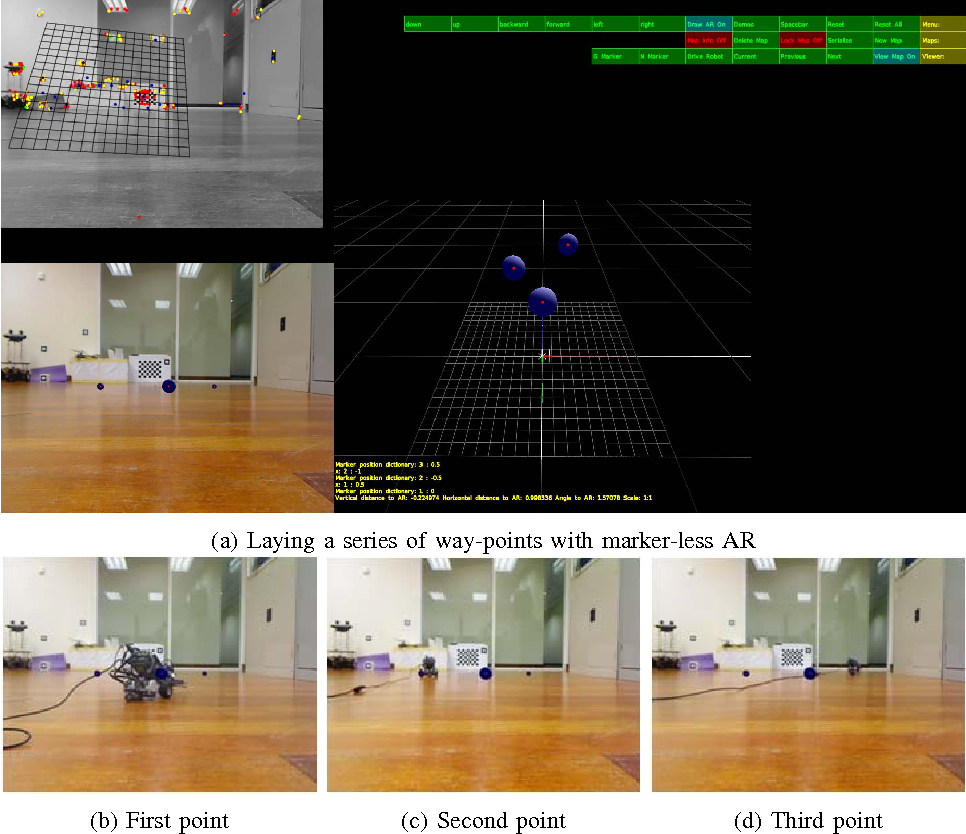 down up backward forward left right Draw AR On Demos Spacebar Reset Reset All Menu:
Map Info Off Delete Map Lock Map Off Serialize New Map Maps:
G Marker N Marker Drive Robot Current Previous Next View Map On Viewer:
Marker position dictionary: 3 : 0.5
x: 2 : -1
Marker position dictionary: 2 : -0.5
x: 1 : 0.5
Marker position dictionary: 1 : 0
Vertical distance to AR: -0.224974 Horizontal distance to AR: 0.998336 Angle to AR: 1.57078 Scale: 1:1
(a) Laying a series of way-points with marker-less AR
(b) First point
(c) Second point
(d) Third point